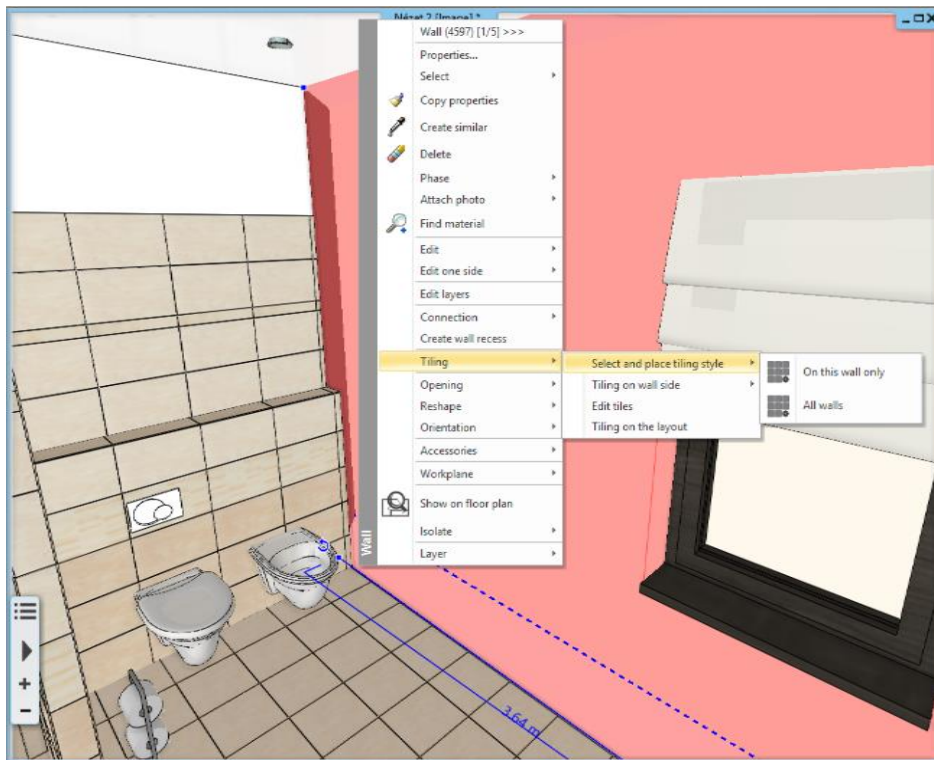 Nézet 2 [Image] *
Wall (4597) [1/5] >>>
Properties...
Select
Copy properties
Create similar
Delete
Phase
Attach photo
Find material
Edit
Edit one side
Edit layers
Connection
Create wall recess
Tiling
Select and place tiling style
On this wall only
Tiling on wall side
All walls
Edit tiles
Tiling on the layout
Opening
Reshape
Orientation
Accessories
Workplane
Show on floor plan
Isolate
Layer
Wall
3.64 m